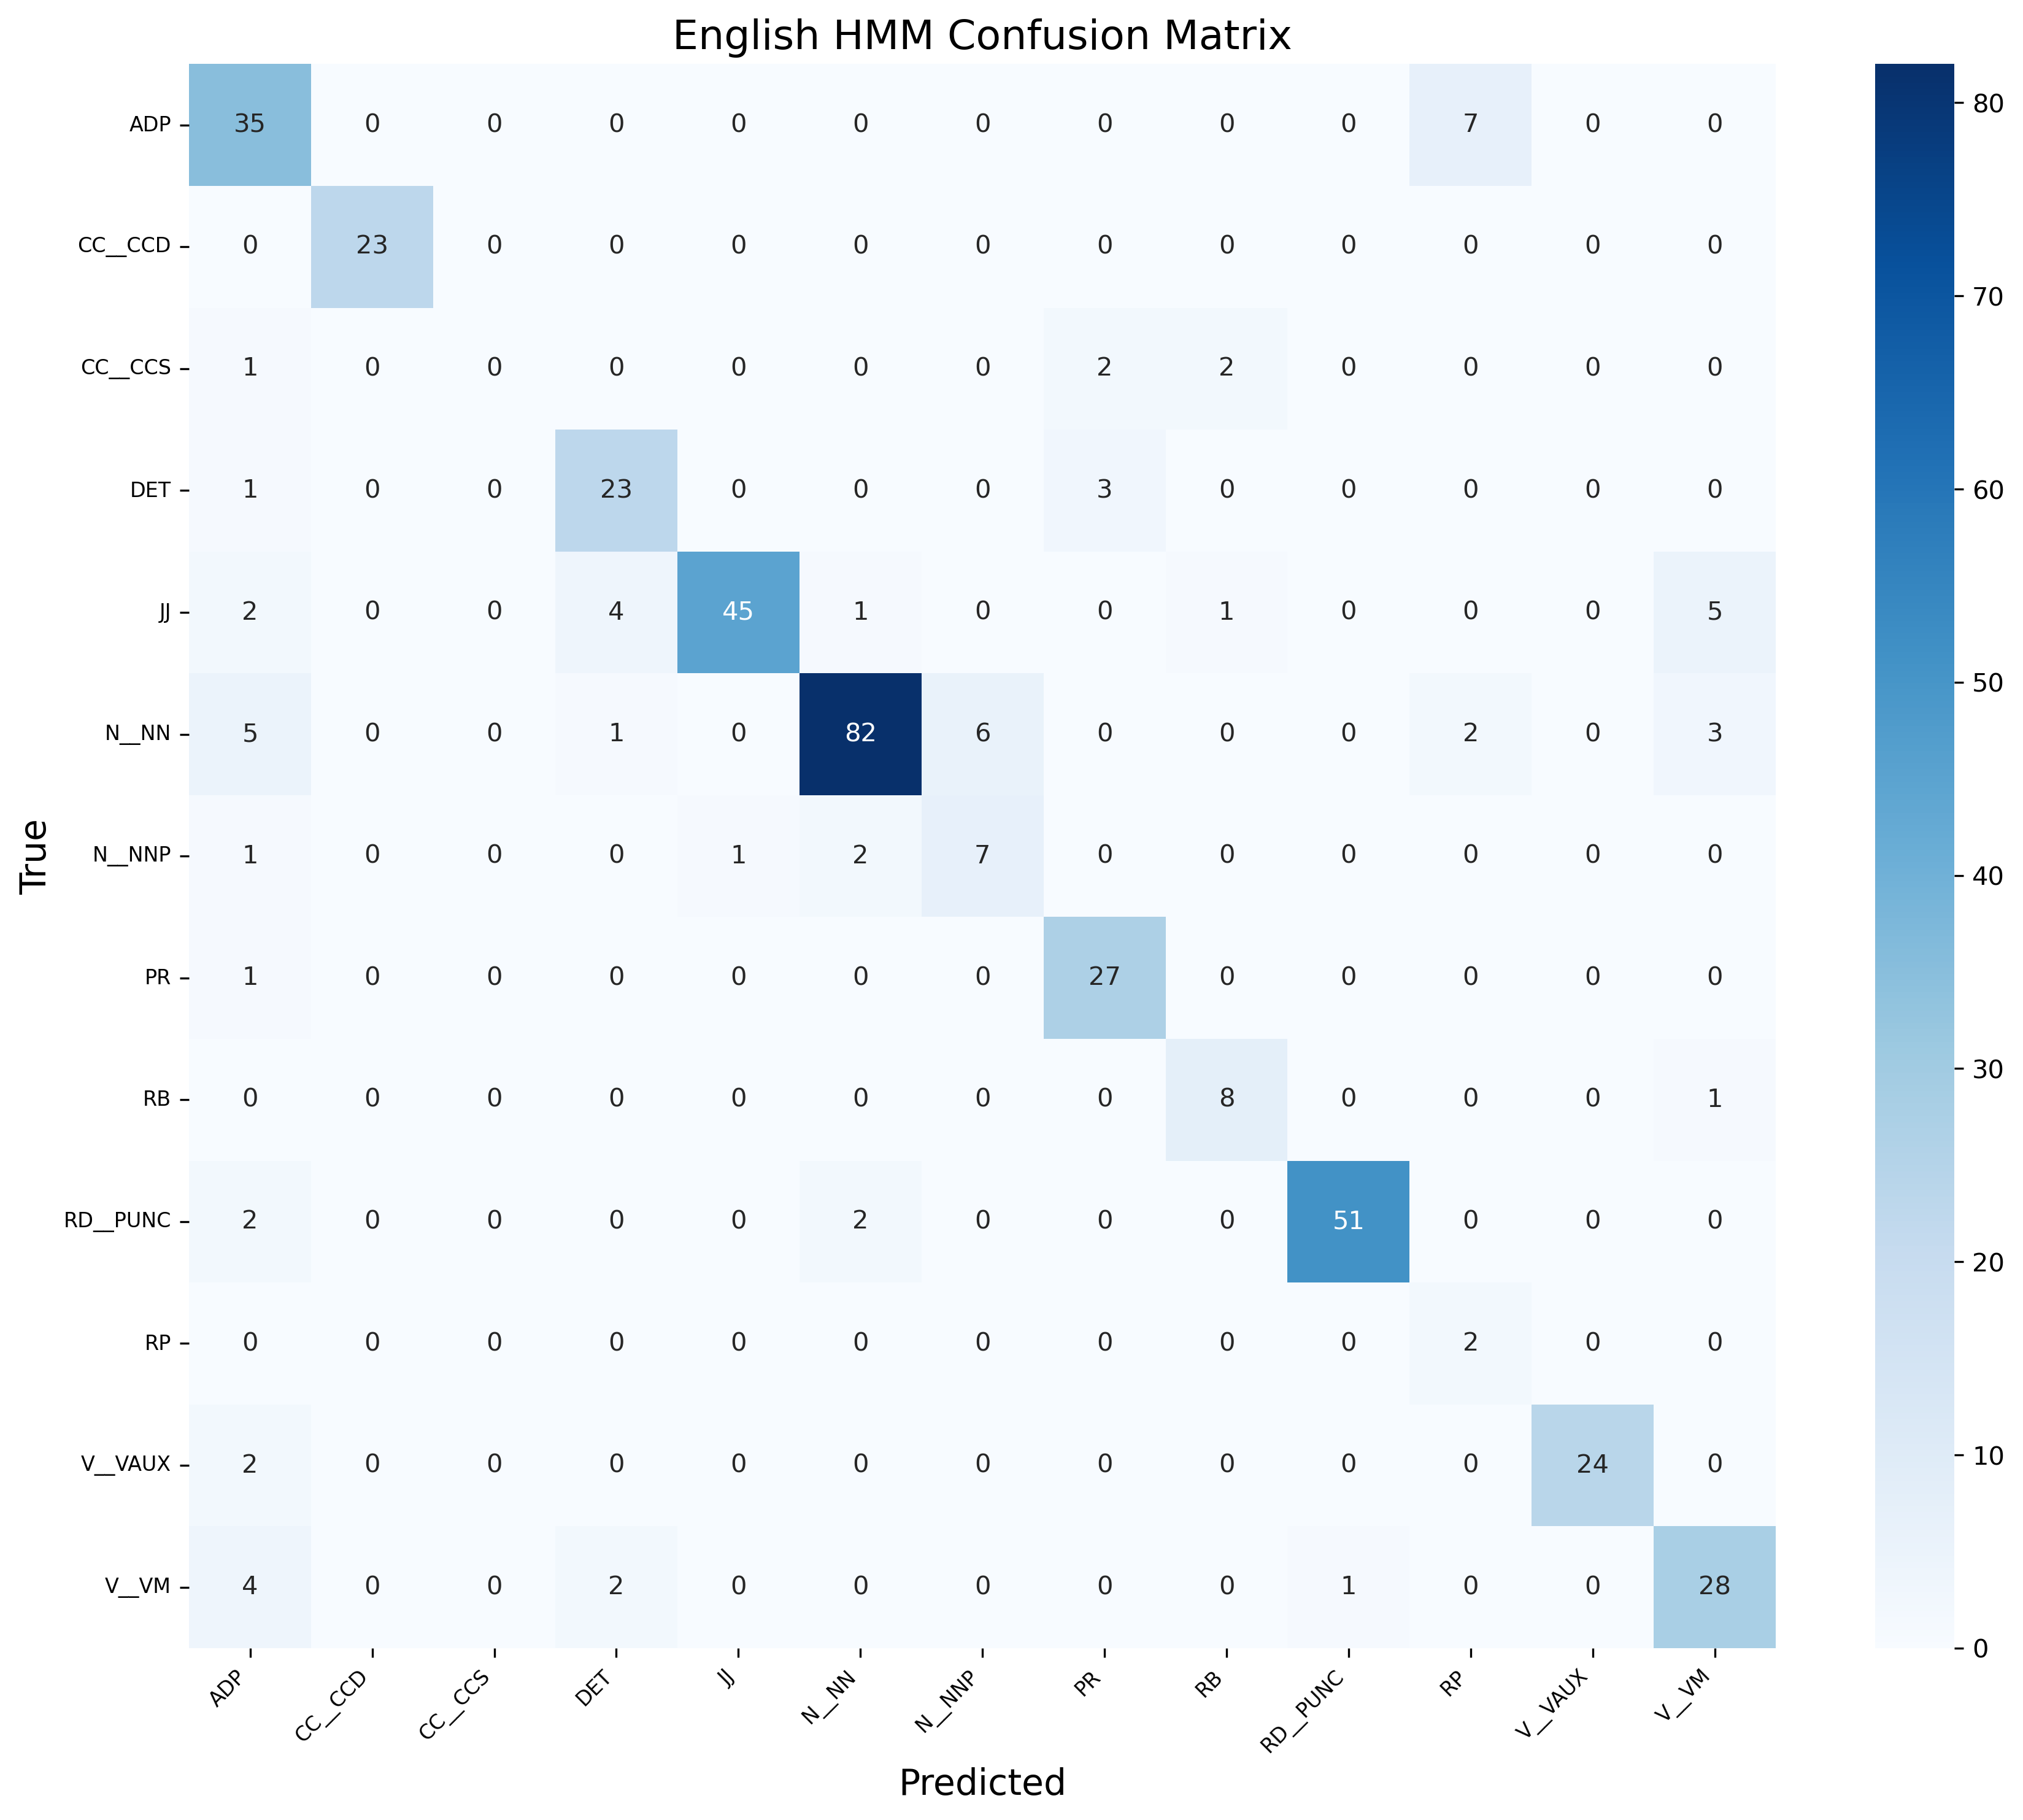 English HMM Confusion Matrix
ADP 35 0 0 0 0 0 0 0 0 0 7 0 0
CC__CCD 0 23 0 0 0 0 0 0 0 0 0 0 0
CC__CCS 1 0 0 0 0 0 0 2 2 0 0 0 0
DET 1 0 0 23 0 0 0 3 0 0 0 0 0
JJ 2 0 0 4 45 1 0 0 1 0 0 0 5
N__NN 5 0 0 1 0 82 6 0 0 0 2 0 3
N__NNP 1 0 0 0 1 2 7 0 0 0 0 0 0
PR 1 0 0 0 0 0 0 27 0 0 0 0 0
RB 0 0 0 0 0 0 0 0 8 0 0 0 1
RD__PUNC 2 0 0 0 0 2 0 0 0 51 0 0 0
RP 0 0 0 0 0 0 0 0 0 0 2 0 0
V__VAUX 2 0 0 0 0 0 0 0 0 0 0 24 0
V__VM 4 0 0 2 0 0 0 0 0 1 0 0 28
ADP CC__CCD CC__CCS DET JJ N__NN N__NNP PR RB RD__PUNC RP V__VAUX V__VM
Predicted
True
80
70
60
50
40
30
20
10
0